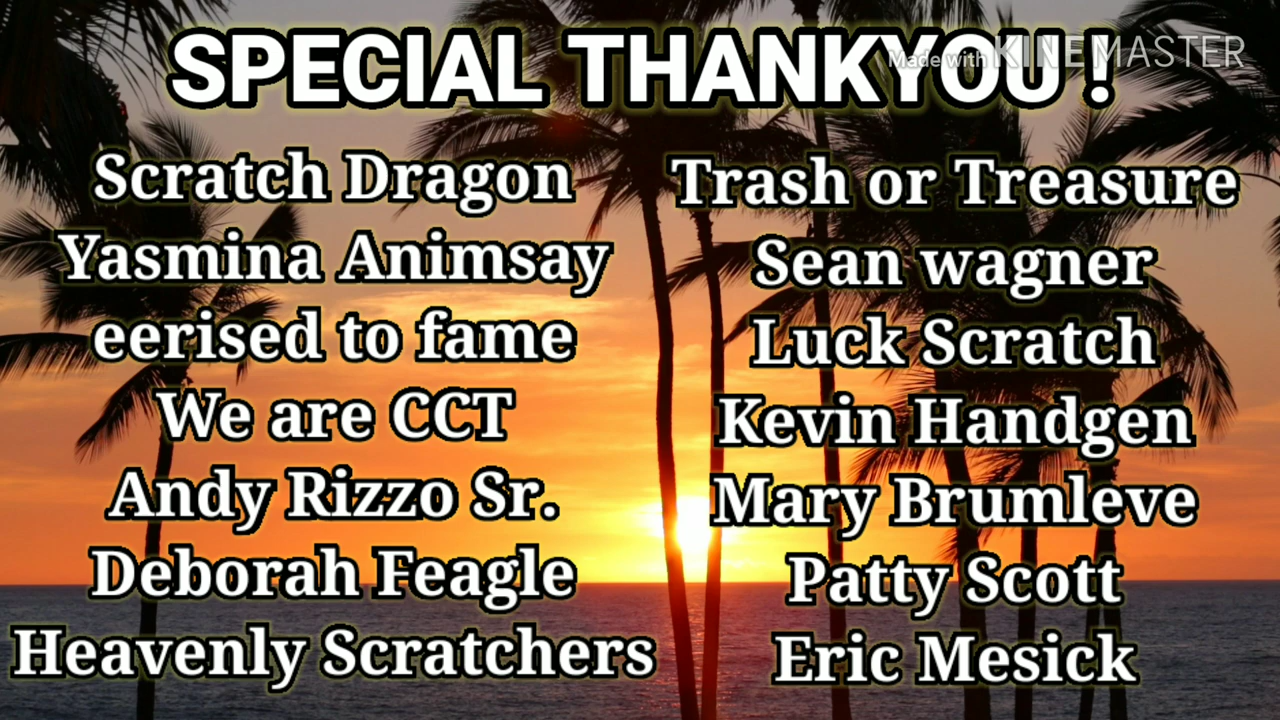 SPECIAL THANKYOU !
Made with KINEMASTER
Scratch Dragon
Yasmina Animsay
eerised to fame
We are CCT
Andy Rizzo Sr.
Deborah Feagle
Heavenly Scratchers
Trash or Treasure
Sean wagner
Luck Scratch
Kevin Handgen
Mary Brumleve
Patty Scott
Eric Mesick